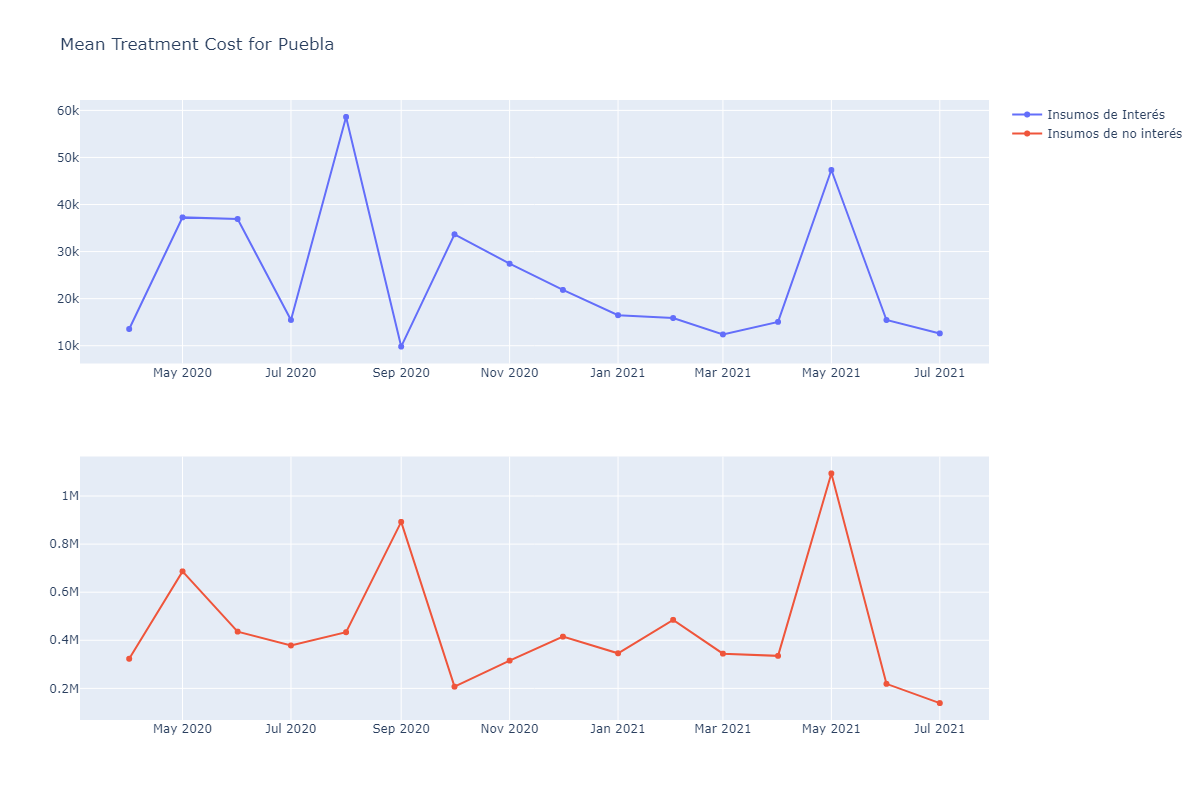 Mean Treatment Cost for Puebla
60k
50k
40k
30k
20k
10k
May 2020 Jul 2020 Sep 2020 Nov 2020 Jan 2021 Mar 2021 May 2021 Jul 2021
Insumos de Interés
Insumos de no interés
1M
0.8M
0.6M
0.4M
0.2M
May 2020 Jul 2020 Sep 2020 Nov 2020 Jan 2021 Mar 2021 May 2021 Jul 2021